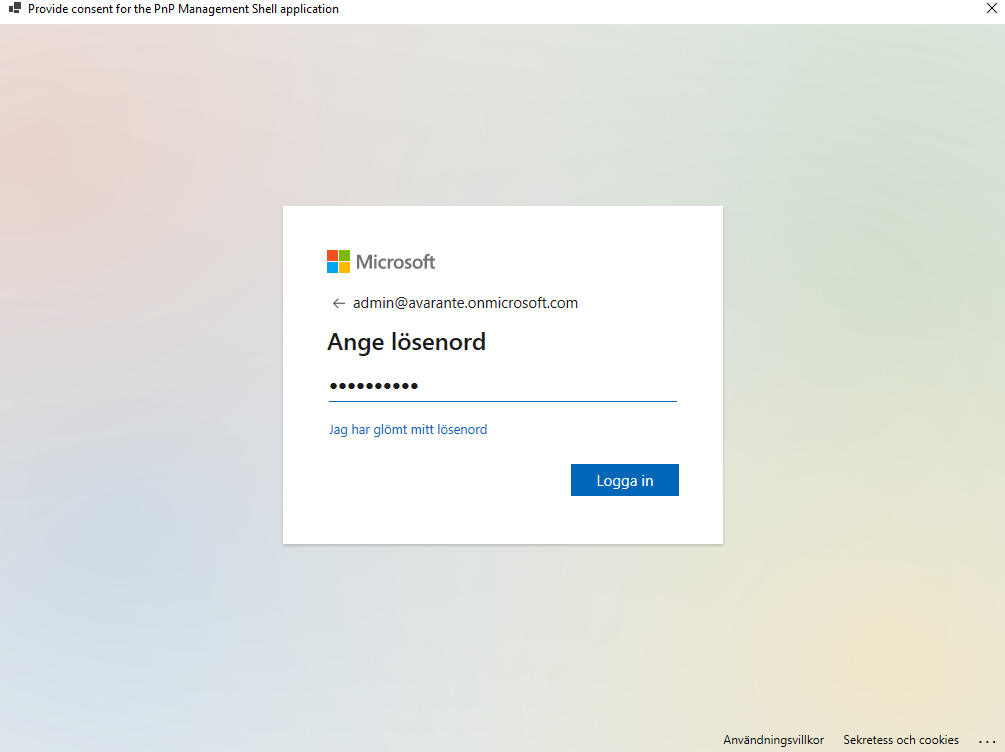 Provide consent for the PnP Management Shell application
Microsoft
admin@avarante.onmicrosoft.com
Ange lösenord
••••••••••
Jag har glömt mitt lösenord
Logga in
Användningsvillkor Sekretess och cookies ...